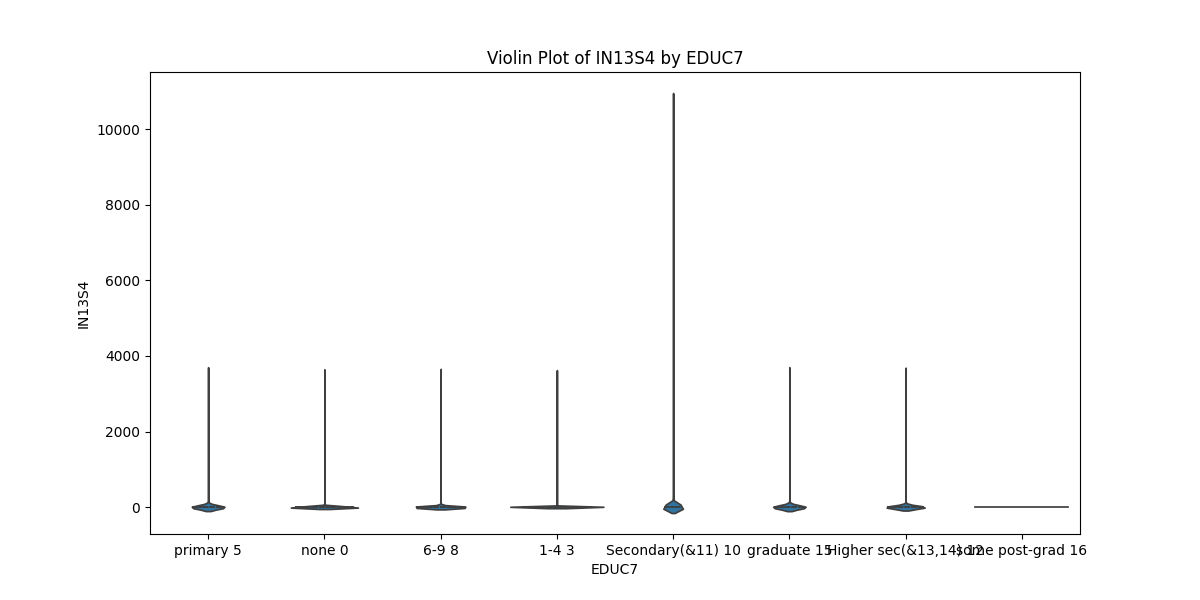 Violin Plot of IN13S4 by EDUC7
10000
8000
6000
4000
2000
0
IN13S4
primary 5
none 0
6-9 8
1-4 3
Secondary(&11) 10
graduate 15
Higher sec(&13,14) 12
some post-grad 16
EDUC7